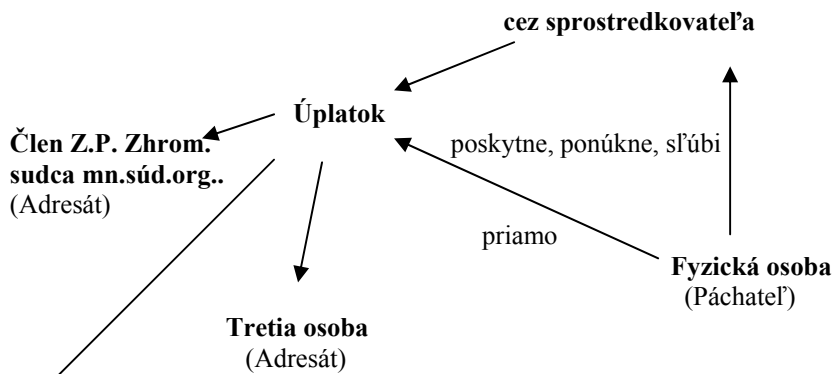 cez sprostredkovateľa
Úplatok
Člen Z.P. Zhrom.
sudca mn.súd.org..
(Adresát)
poskytne, ponúkne, sľúbi
priamo
Fyzická osoba
(Páchateľ)
Tretia osoba
(Adresát)